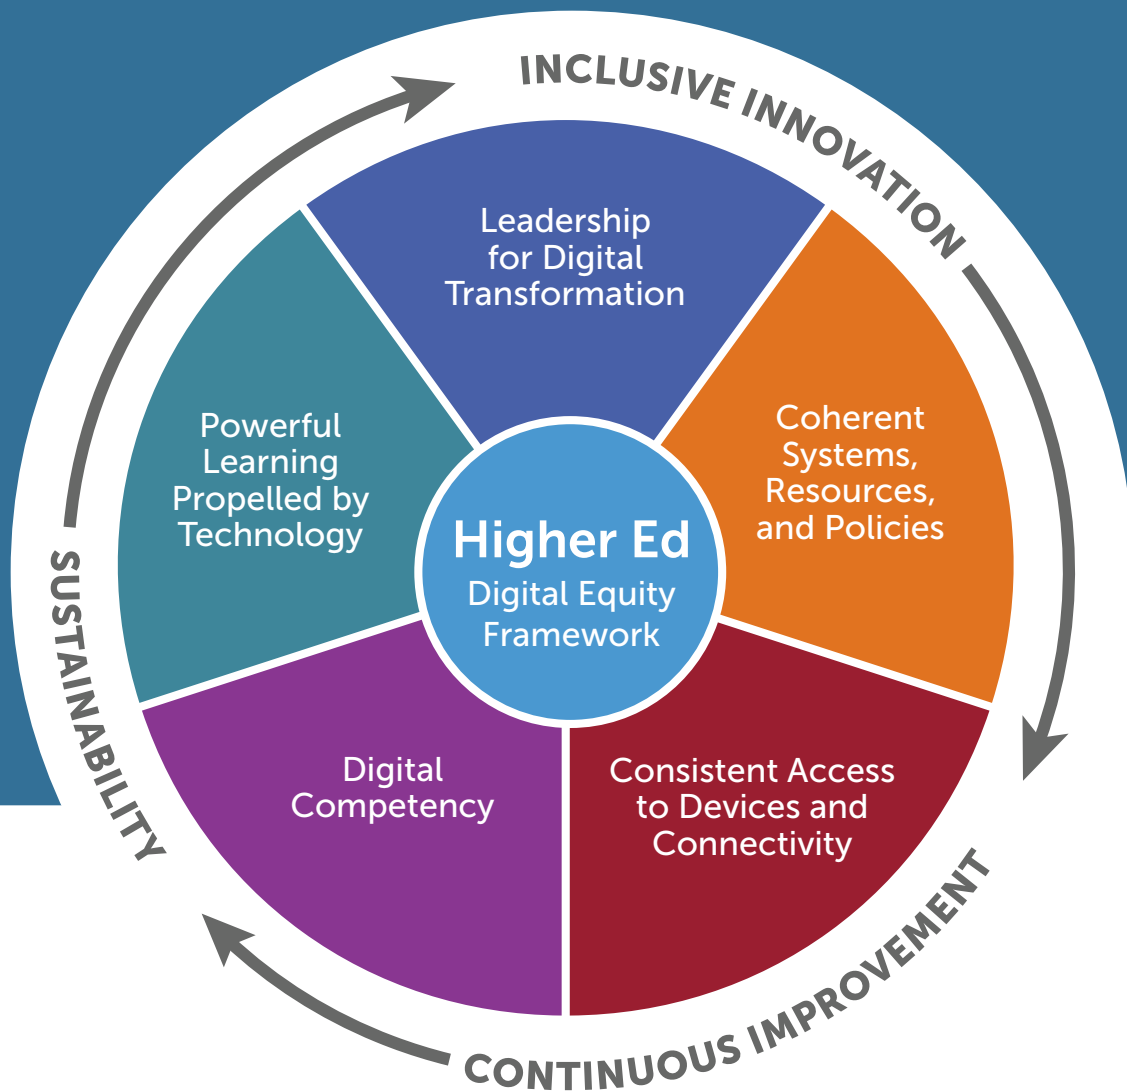 INCLUSIVE INNOVATION
Leadership
for Digital
Transformation
Coherent
Systems,
Resources,
and Policies
Powerful
Learning
Propelled by
Technology
Higher Ed
Digital Equity
Framework
Digital
Competency
Consistent Access
to Devices and
Connectivity
CONTINUOUS IMPROVEMENT
SUSTAINABILITY